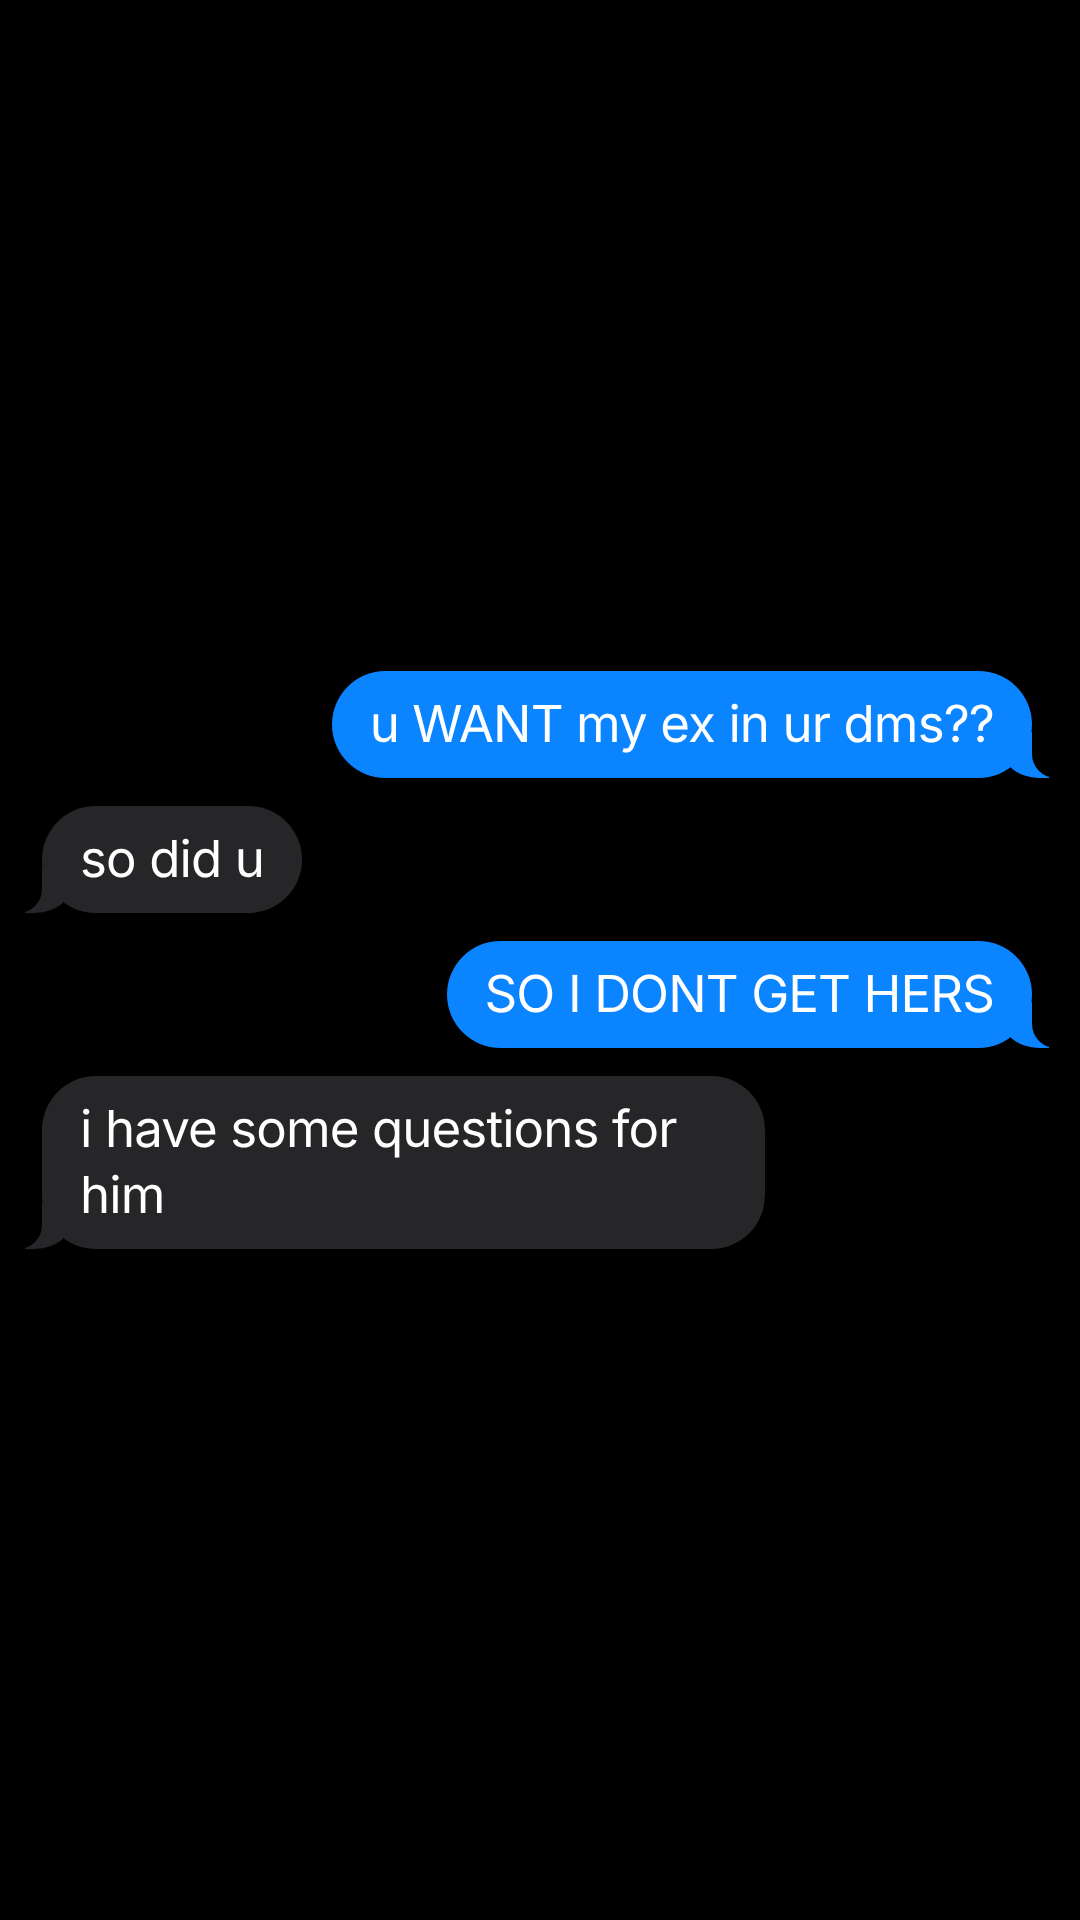 u WANT my ex in ur dms??
so did u
SO I DONT GET HERS
i have some questions for
him